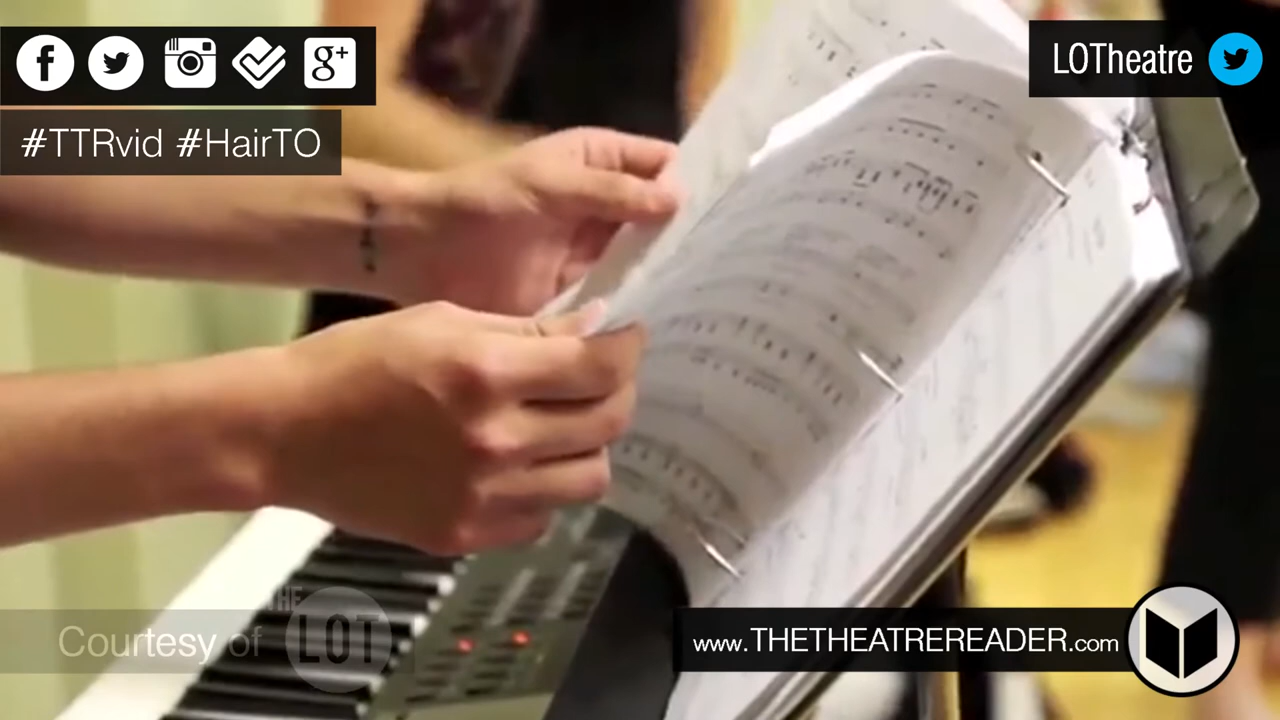 f
g+
LOTheatre
#TTRvid #HairTO
Courtesy of THE LOT
www.THETHEATREREADER.com